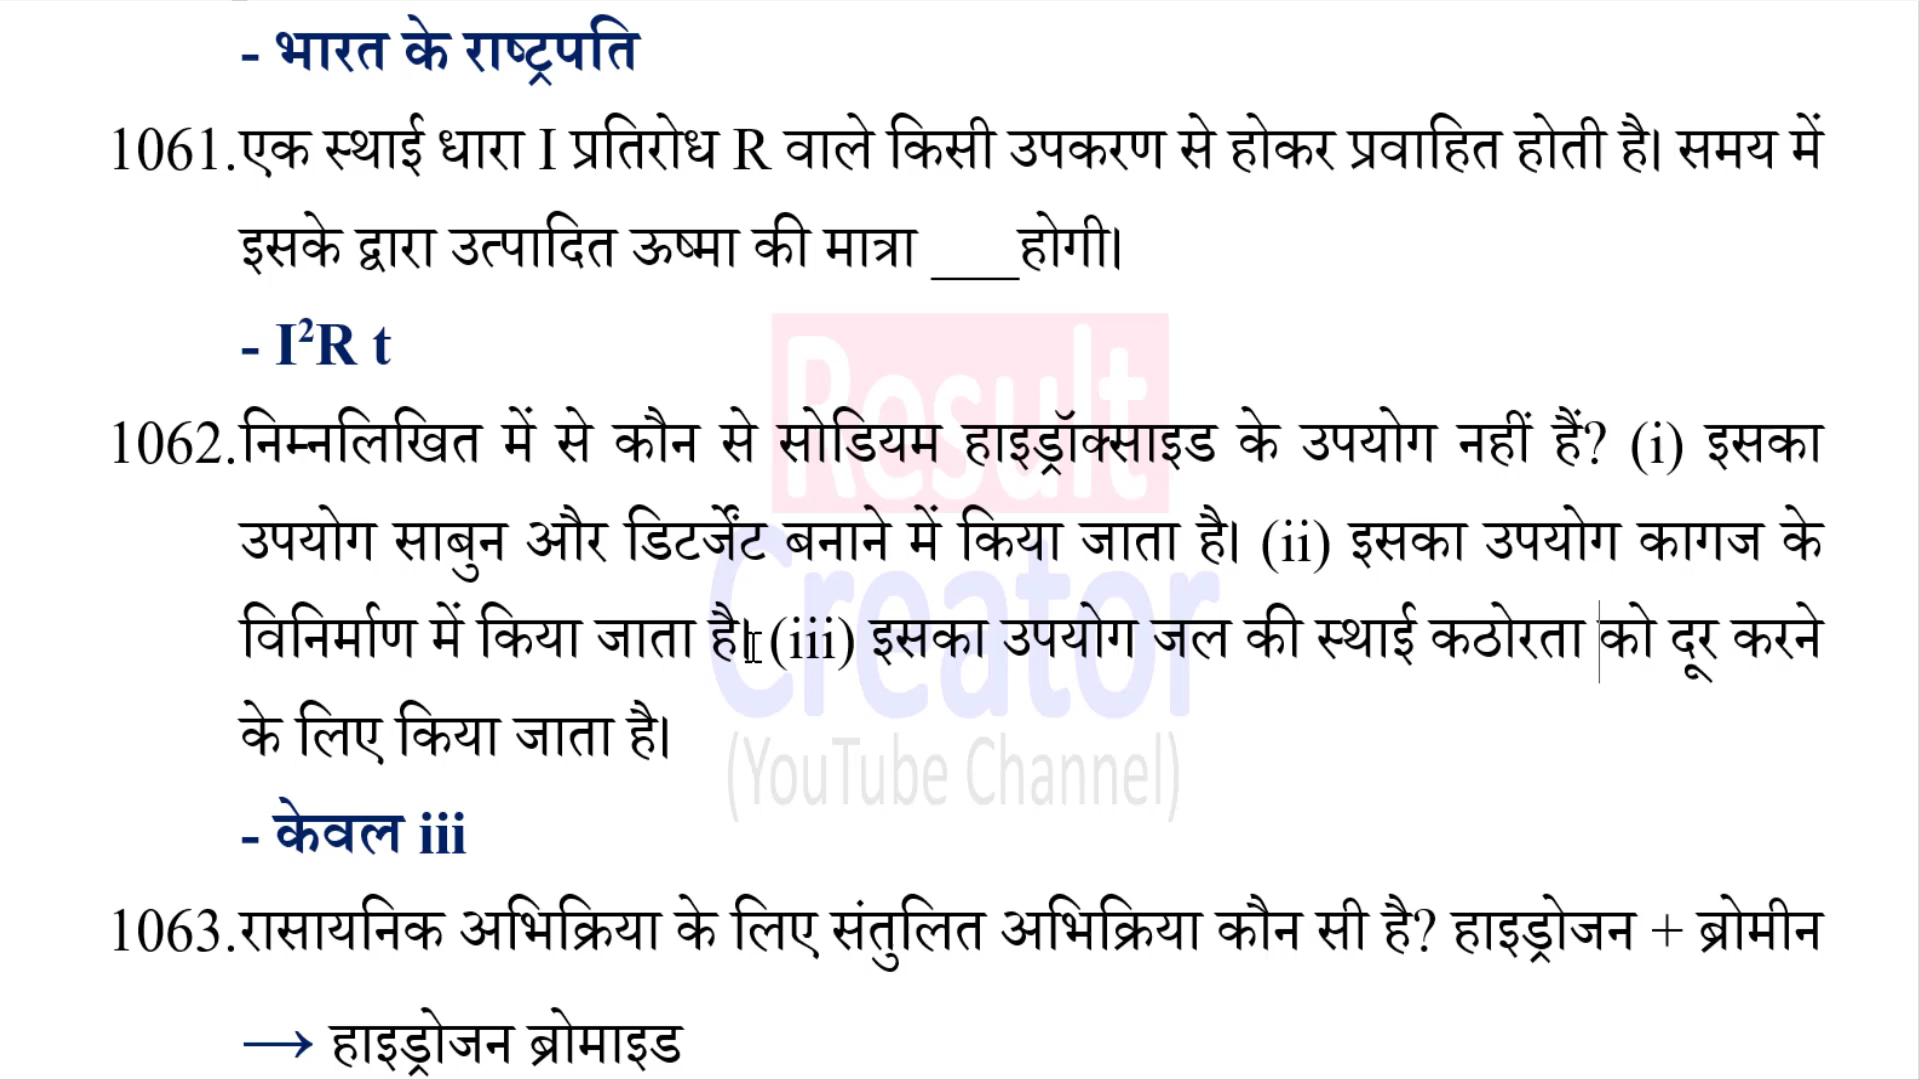 - भारत के राष्ट्रपति
1061. एक स्थाई धारा I प्रतिरोध R वाले किसी उपकरण से होकर प्रवाहित होती है। समय में
इसके द्वारा उत्पादित ऊष्मा की मात्रा ___होगी।
- I²R t
1062. निम्नलिखित में से कौन से सोडियम हाइड्रॉक्साइड के उपयोग नहीं हैं? (i) इसका
उपयोग साबुन और डिटर्जेंट बनाने में किया जाता है। (ii) इसका उपयोग कागज के
विनिर्माण में किया जाता है। (iii) इसका उपयोग जल की स्थाई कठोरता को दूर करने
के लिए किया जाता है।
- केवल iii
1063. रासायनिक अभिक्रिया के लिए संतुलित अभिक्रिया कौन सी है? हाइड्रोजन + ब्रोमीन
→ हाइड्रोजन ब्रोमाइड
Result
Creator
(YouTube Channel)